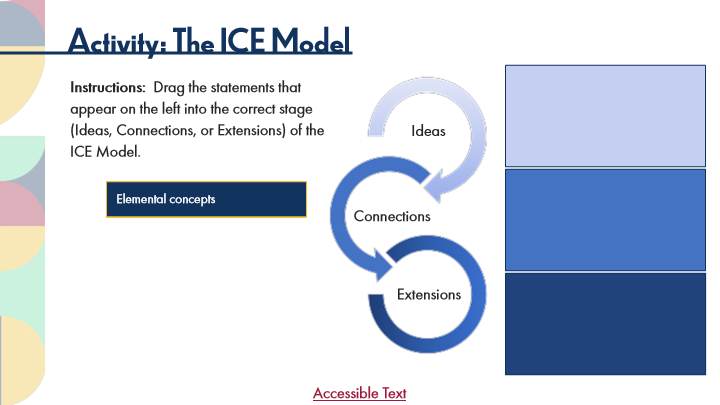 Activity: The ICE Model
Instructions: Drag the statements that
appear on the left into the correct stage
(Ideas, Connections, or Extensions) of the
ICE Model.
Elemental concepts
Ideas
Connections
Extensions
Accessible Text